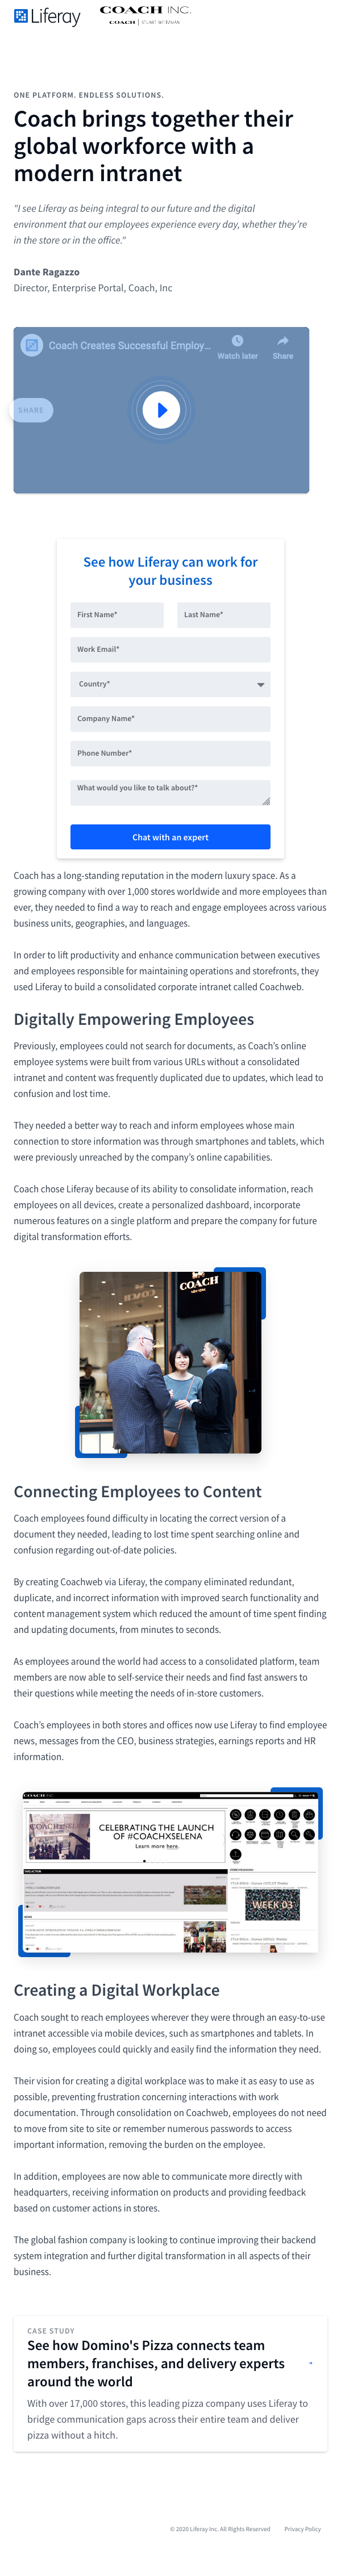 Liferay
COACH INC.
COACH
ONE PLATFORM. ENDLESS SOLUTIONS.
Coach brings together their
global workforce with a
modern intranet
"I see Liferay as being integral to our future and the digital
environment that our employees experience every day, whether they're
in the store or in the office."
Dante Ragazzo
Director, Enterprise Portal, Coach, Inc
Coach Creates Successful Employ...
Watch later
Share
SHARE
See how Liferay can work for
your business
First Name*
Last Name*
Work Email*
Country*
Company Name*
Phone Number*
What would you like to talk about?*
Chat with an expert
Coach has a long-standing reputation in the modern luxury space. As a
growing company with over 1,000 stores worldwide and more employees than
ever, they needed to find a way to reach and engage employees across various
business units, geographies, and languages.
In order to lift productivity and enhance communication between executives
and employees responsible for maintaining operations and storefronts, they
used Liferay to build a consolidated corporate intranet called Coachweb.
Digitally Empowering Employees
Previously, employees could not search for documents, as Coach's online
employee systems were built from various URLs without a consolidated
intranet and content was frequently duplicated due to updates, which lead to
confusion and lost time.
They needed a better way to reach and inform employees whose main
connection to store information was through smartphones and tablets, which
were previously unreached by the company's online capabilities.
Coach chose Liferay because of its ability to consolidate information, reach
employees on all devices, create a personalized dashboard, incorporate
numerous features on a single platform and prepare the company for future
digital transformation efforts.
COACH
Connecting Employees to Content
Coach employees found difficulty in locating the correct version of a
document they needed, leading to lost time spent searching online and
confusion regarding out-of-date policies.
By creating Coachweb via Liferay, the company eliminated redundant,
duplicate, and incorrect information with improved search functionality and
content management system which reduced the amount of time spent finding
and updating documents, from minutes to seconds.
As employees around the world had access to a consolidated platform, team
members are now able to self-service their needs and find fast answers to
their questions while meeting the needs of in-store customers.
Coach's employees in both stores and offices now use Liferay to find employee
news, messages from the CEO, business strategies, earnings reports and HR
information.
COACH INC
CELEBRATING THE LAUNCH
OF #COACHXSELENA
Learn more here.
WEEK 03
Creating a Digital Workplace
Coach sought to reach employees wherever they were through an easy-to-use
intranet accessible via mobile devices, such as smartphones and tablets. In
doing so, employees could quickly and easily find the information they need.
Their vision for creating a digital workplace was to make it as easy to use as
possible, preventing frustration concerning interactions with work
documentation. Through consolidation on Coachweb, employees do not need
to move from site to site or remember numerous passwords to access
important information, removing the burden on the employee.
In addition, employees are now able to communicate more directly with
headquarters, receiving information on products and providing feedback
based on customer actions in stores.
The global fashion company is looking to continue improving their backend
system integration and further digital transformation in all aspects of their
business.
CASE STUDY
See how Domino's Pizza connects team
members, franchises, and delivery experts
around the world
With over 17,000 stores, this leading pizza company uses Liferay to
bridge communication gaps across their entire team and deliver
pizza without a hitch.
© 2020 Liferay Inc. All Rights Reserved
Privacy Policy